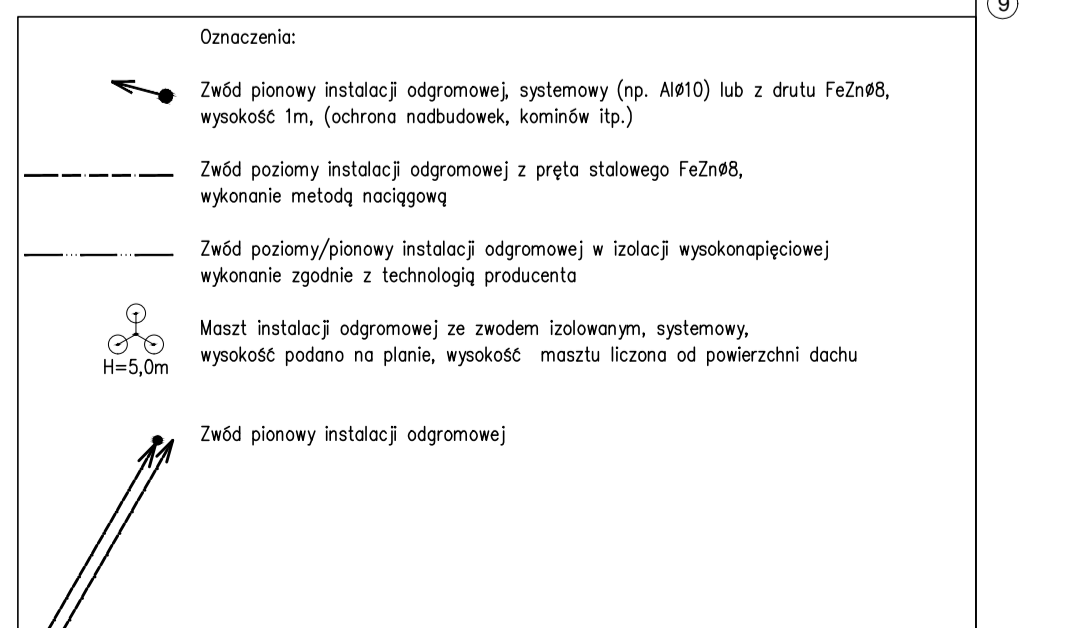 9
Oznaczenia:
Zwód pionowy instalacji odgromowej, systemowy (np. Alø10) lub z drutu FeZnø8,
wysokość 1m, (ochrona nadbudowek, kominów itp.)
Zwód poziomy instalacji odgromowej z pręta stalowego FeZnø8,
wykonanie metodą naciągową
Zwód poziomy/pionowy instalacji odgromowej w izolacji wysokonapięciowej
wykonanie zgodnie z technologią producenta
Maszt instalacji odgromowej ze zwodem izolowanym, systemowy,
wysokość podano na planie, wysokość masztu liczona od powierzchni dachu
H=5,0m
Zwód pionowy instalacji odgromowej